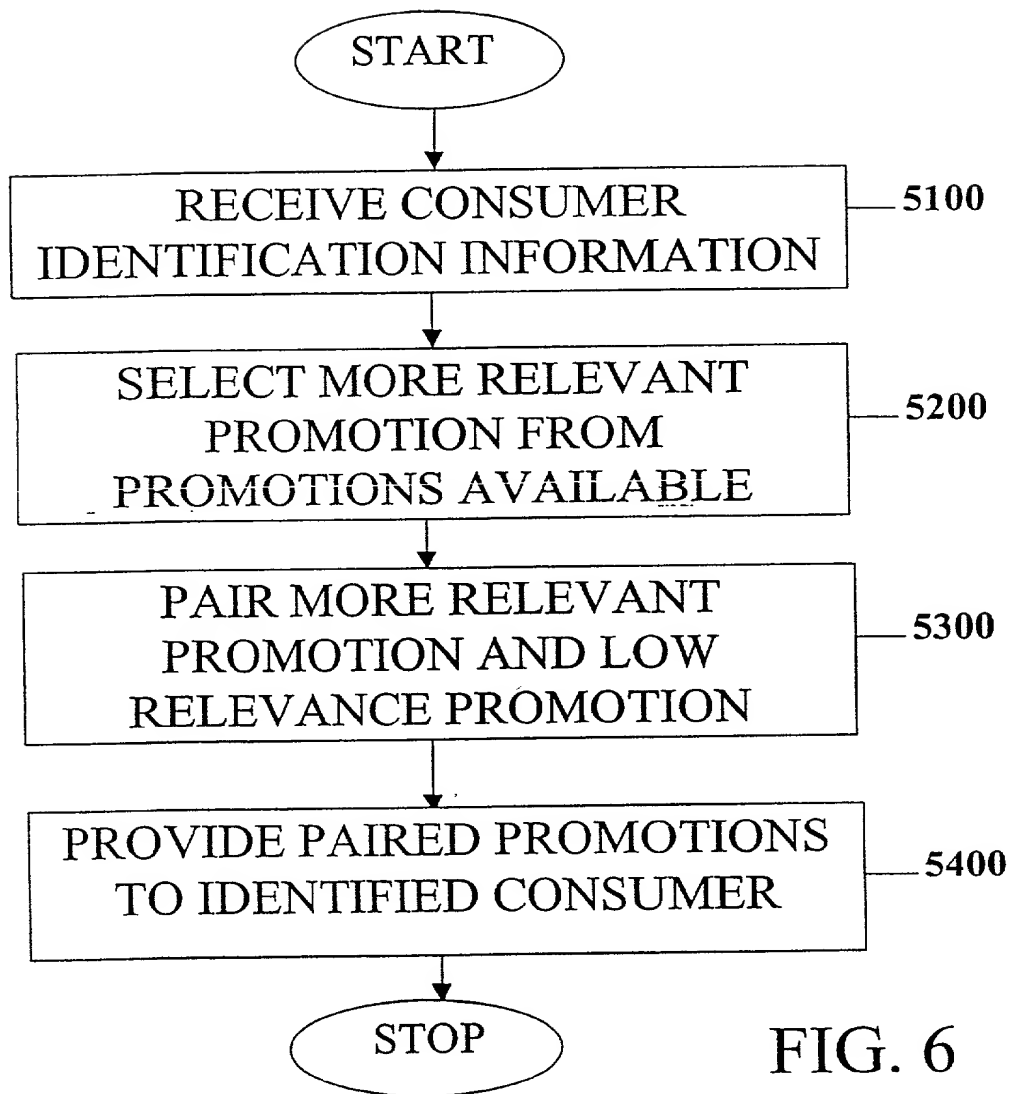 START
RECEIVE CONSUMER
IDENTIFICATION INFORMATION
5100
SELECT MORE RELEVANT
PROMOTION FROM
PROMOTIONS AVAILABLE
5200
PAIR MORE RELEVANT
PROMOTION AND LOW
RELEVANCE PROMOTION
5300
PROVIDE PAIRED PROMOTIONS
TO IDENTIFIED CONSUMER
5400
STOP
FIG. 6